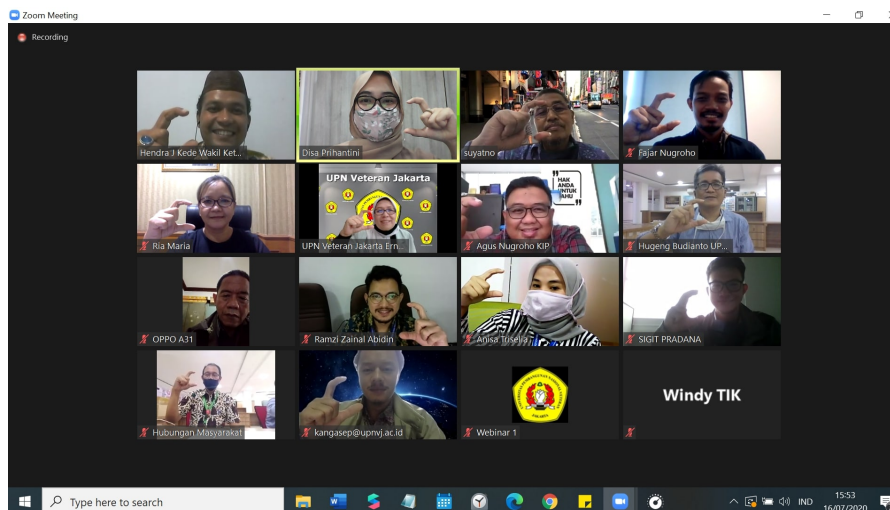 Zoom Meeting
Recording
Hendra J Kede Wakil Ket...
Disa Prihantini
suyatno
Fajar Nugroho
UPN Veteran Jakarta
HAK
ANDA
UNTUK
Ria Maria
UPN Veteran Jakarta Ern...
Agus Nugroho KIP
Hugeng Budianto UP...
OPPO A31
Ramzi Zainal Abidin
Anisa Triselia
SIGIT PRADANA
Windy TIK
Hubungan Masyarakat
kangasep@upnvj.ac.id
Webinar 1
Type here to search
IND
15:53
16/07/2020